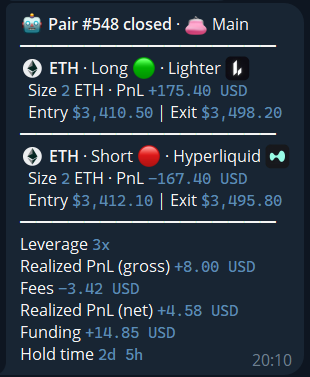 🤖 Pair #548 closed · 👛 Main
ETH · Long 🟢 · Lighter
Size 2 ETH · PnL +175.40 USD
Entry $3,410.50 | Exit $3,498.20
ETH · Short 🔴 · Hyperliquid
Size 2 ETH · PnL −167.40 USD
Entry $3,412.10 | Exit $3,495.80
Leverage 3x
Realized PnL (gross) +8.00 USD
Fees −3.42 USD
Realized PnL (net) +4.58 USD
Funding +14.85 USD
Hold time 2d 5h
20:10